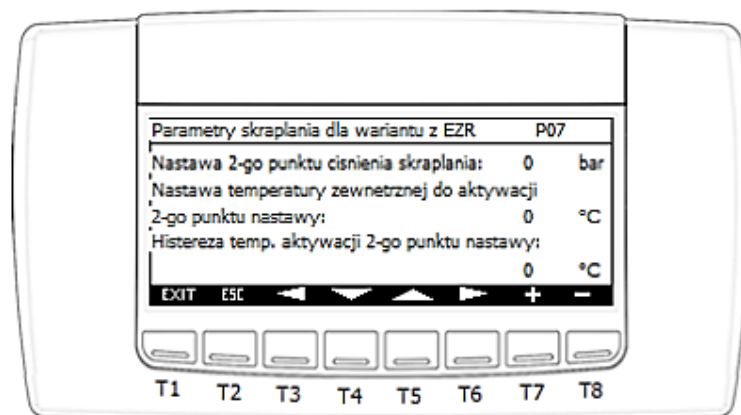 Parametry skraplania dla wariantu z EZR P07
Nastawa 2-go punktu cisnienia skraplania: 0 bar
Nastawa temperatury zewnetrznej do aktywacji
2-go punktu nastawy: 0 °C
Histereza temp. aktywacji 2-go punktu nastawy:
0 °C
EXIT ESC + −
T1 T2 T3 T4 T5 T6 T7 T8